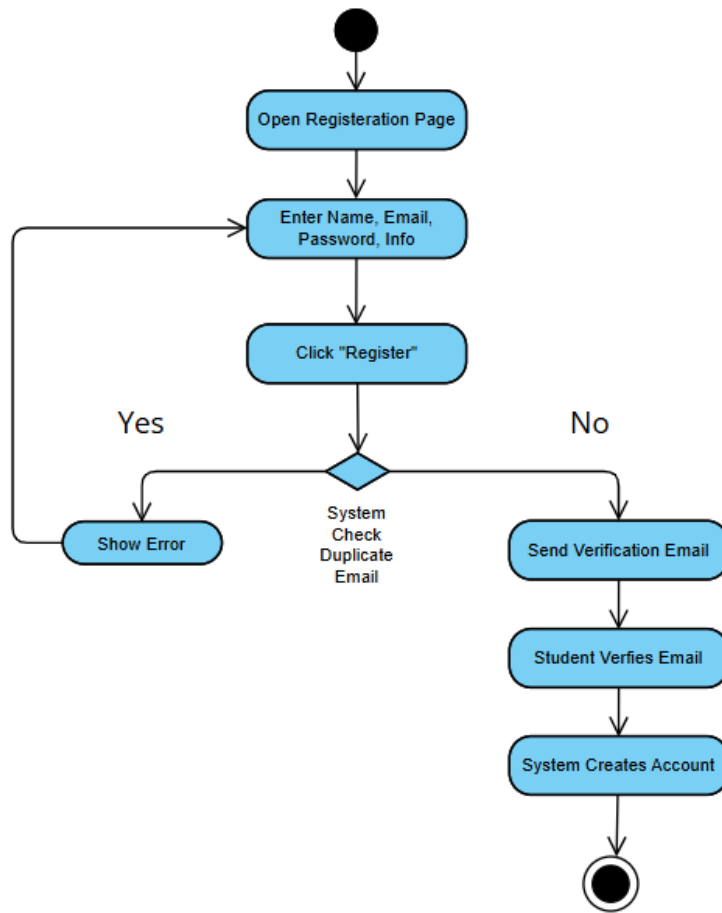 Open Registeration Page
Enter Name, Email,
Password, Info
Click "Register"
Yes
No
System
Check
Duplicate
Email
Show Error
Send Verification Email
Student Verfies Email
System Creates Account